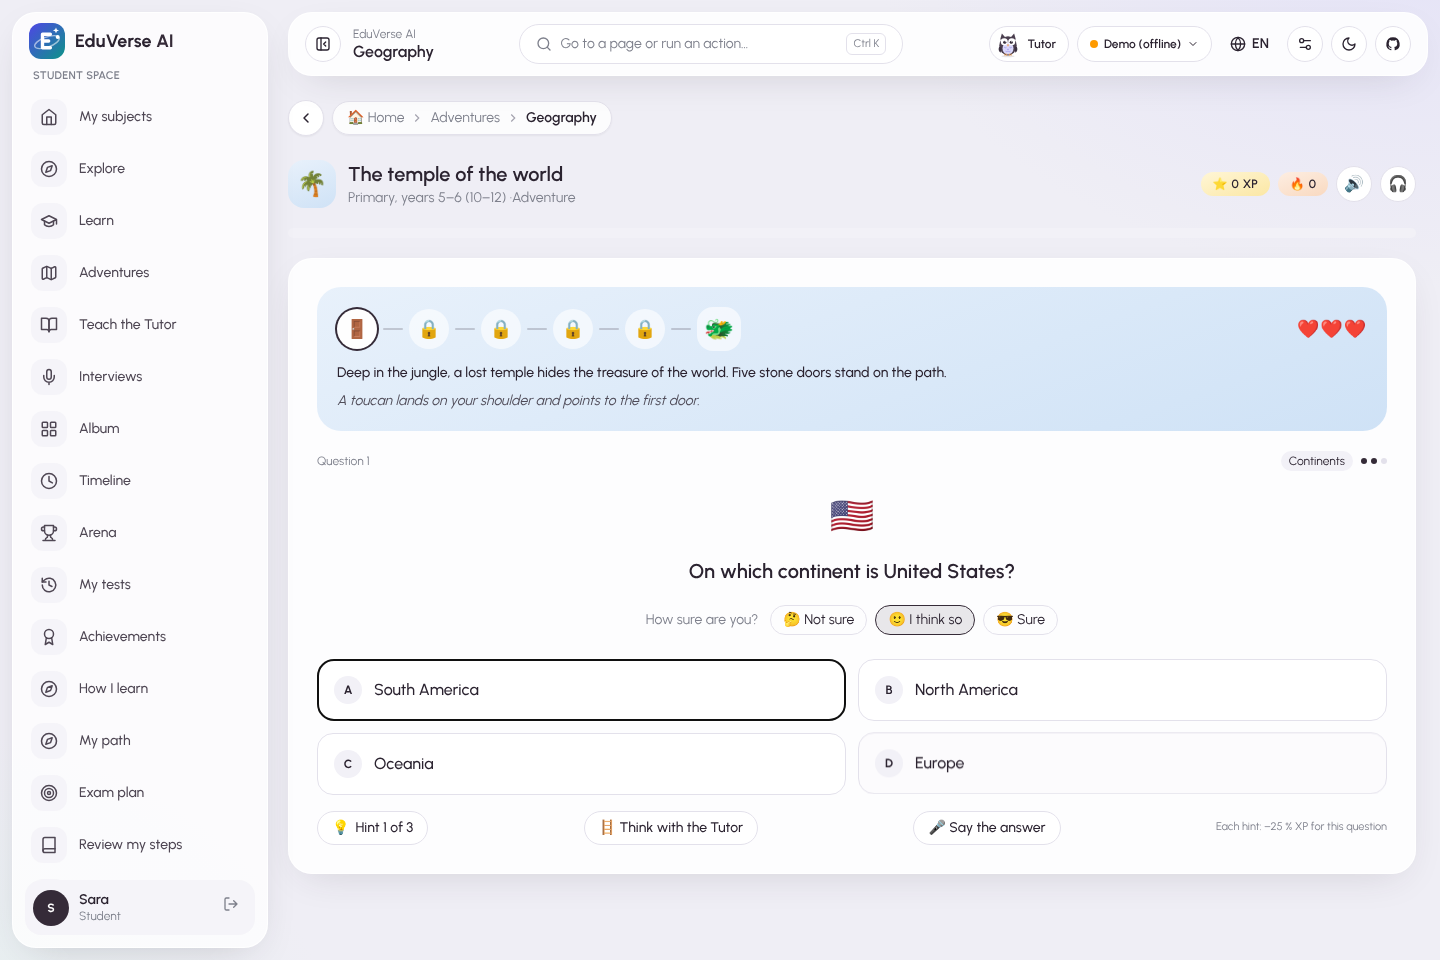 EduVerse AI
STUDENT SPACE
My subjects
Explore
Learn
Adventures
Teach the Tutor
Interviews
Album
Timeline
Arena
My tests
Achievements
How I learn
My path
Exam plan
Review my steps
S
Sara
Student
EduVerse AI
Geography
Go to a page or run an action...
Ctrl K
Tutor
Demo (offline)
EN
Home
Adventures
Geography
The temple of the world
Primary, years 5–6 (10–12) · Adventure
0 XP
0
Deep in the jungle, a lost temple hides the treasure of the world. Five stone doors stand on the path.
A toucan lands on your shoulder and points to the first door.
Question 1
Continents
On which continent is United States?
How sure are you?
Not sure
I think so
Sure
A South America
B North America
C Oceania
D Europe
Hint 1 of 3
Think with the Tutor
Say the answer
Each hint: −25 % XP for this question